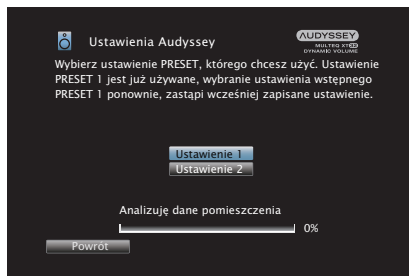 Ustawienia Audyssey
AUDYSSEY
MULTEQ XT32
DYNAMIC VOLUME
Wybierz ustawienie PRESET, którego chcesz użyć. Ustawienie
PRESET 1 jest już używane, wybranie ustawienia wstępnego
PRESET 1 ponownie, zastąpi wcześniej zapisane ustawienie.
Ustawienie 1
Ustawienie 2
Analizuję dane pomieszczenia
0%
Powrót